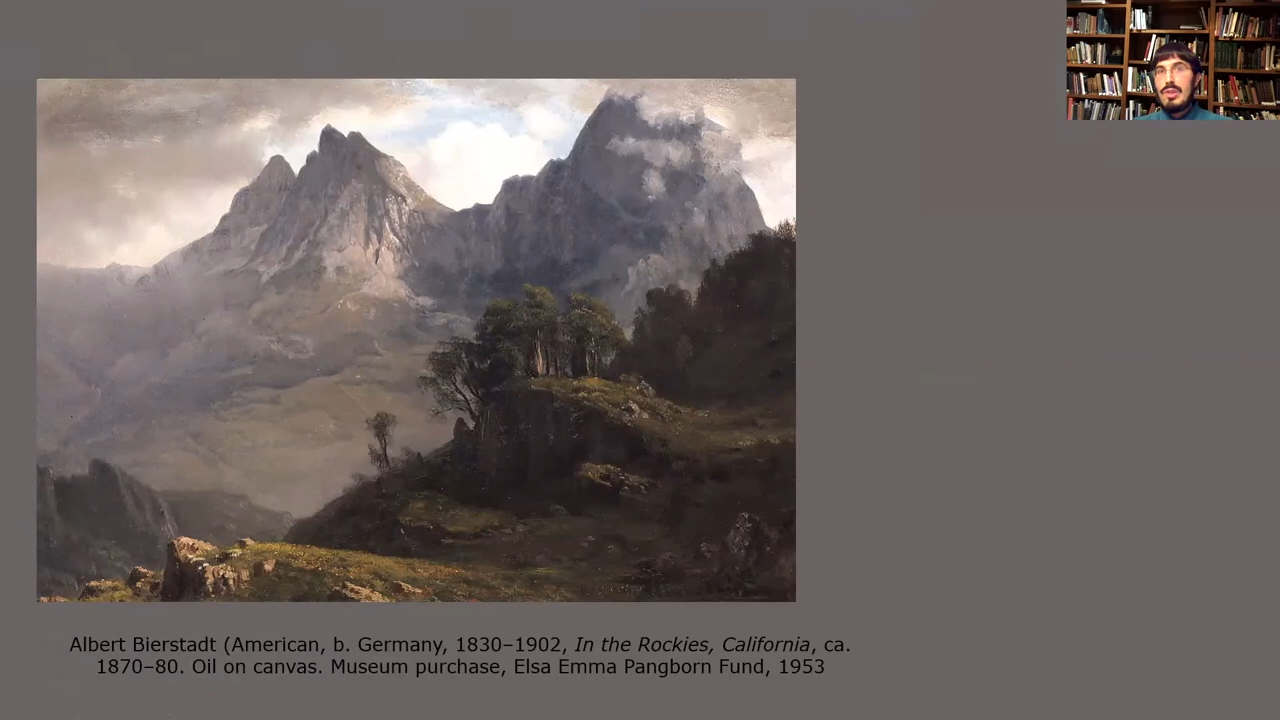 Albert Bierstadt (American, b. Germany, 1830–1902, In the Rockies, California, ca.
1870–80. Oil on canvas. Museum purchase, Elsa Emma Pangborn Fund, 1953